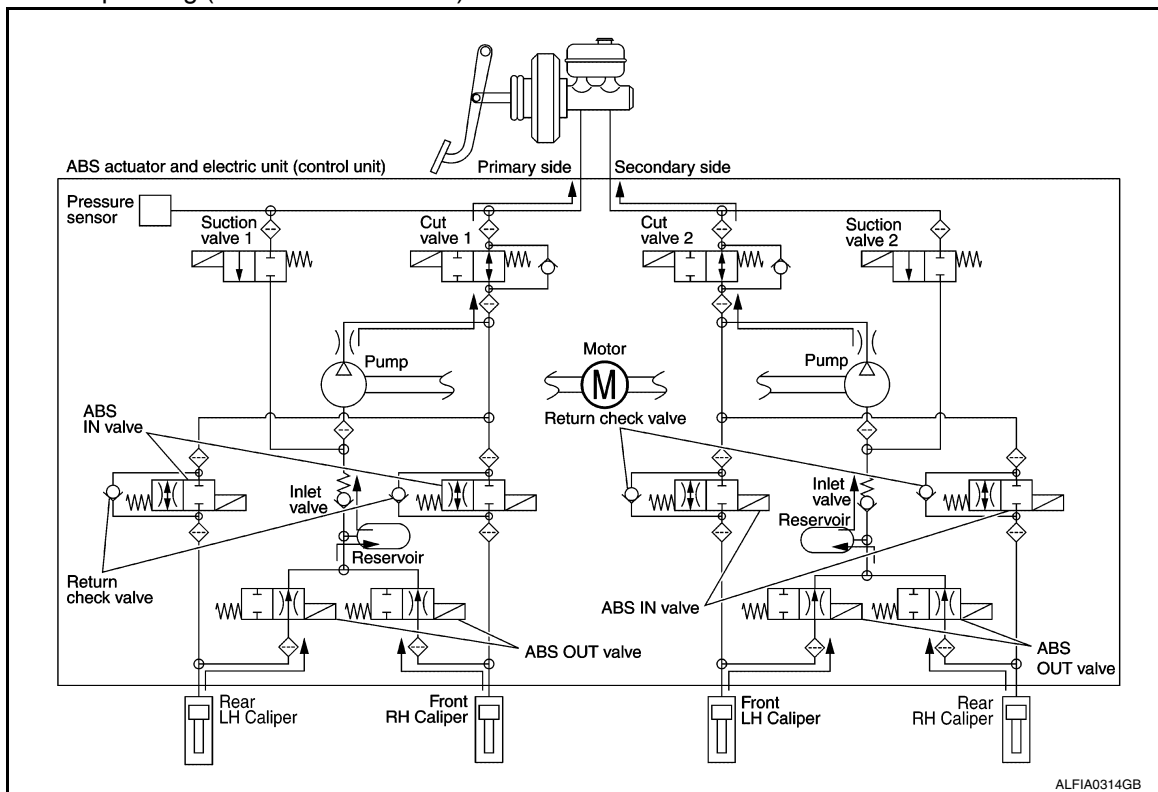 ABS actuator and electric unit (control unit)
Primary side
Secondary side
Pressure
sensor
Suction
valve 1
Cut
valve 1
Cut
valve 2
Suction
valve 2
Pump
Motor
M
Pump
Return check valve
ABS
IN valve
Inlet
valve
Inlet
valve
Reservoir
Reservoir
Return
check valve
ABS IN valve
ABS OUT valve
ABS
OUT valve
Rear
LH Caliper
Front
RH Caliper
Front
LH Caliper
Rear
RH Caliper
ALFIA0314GB